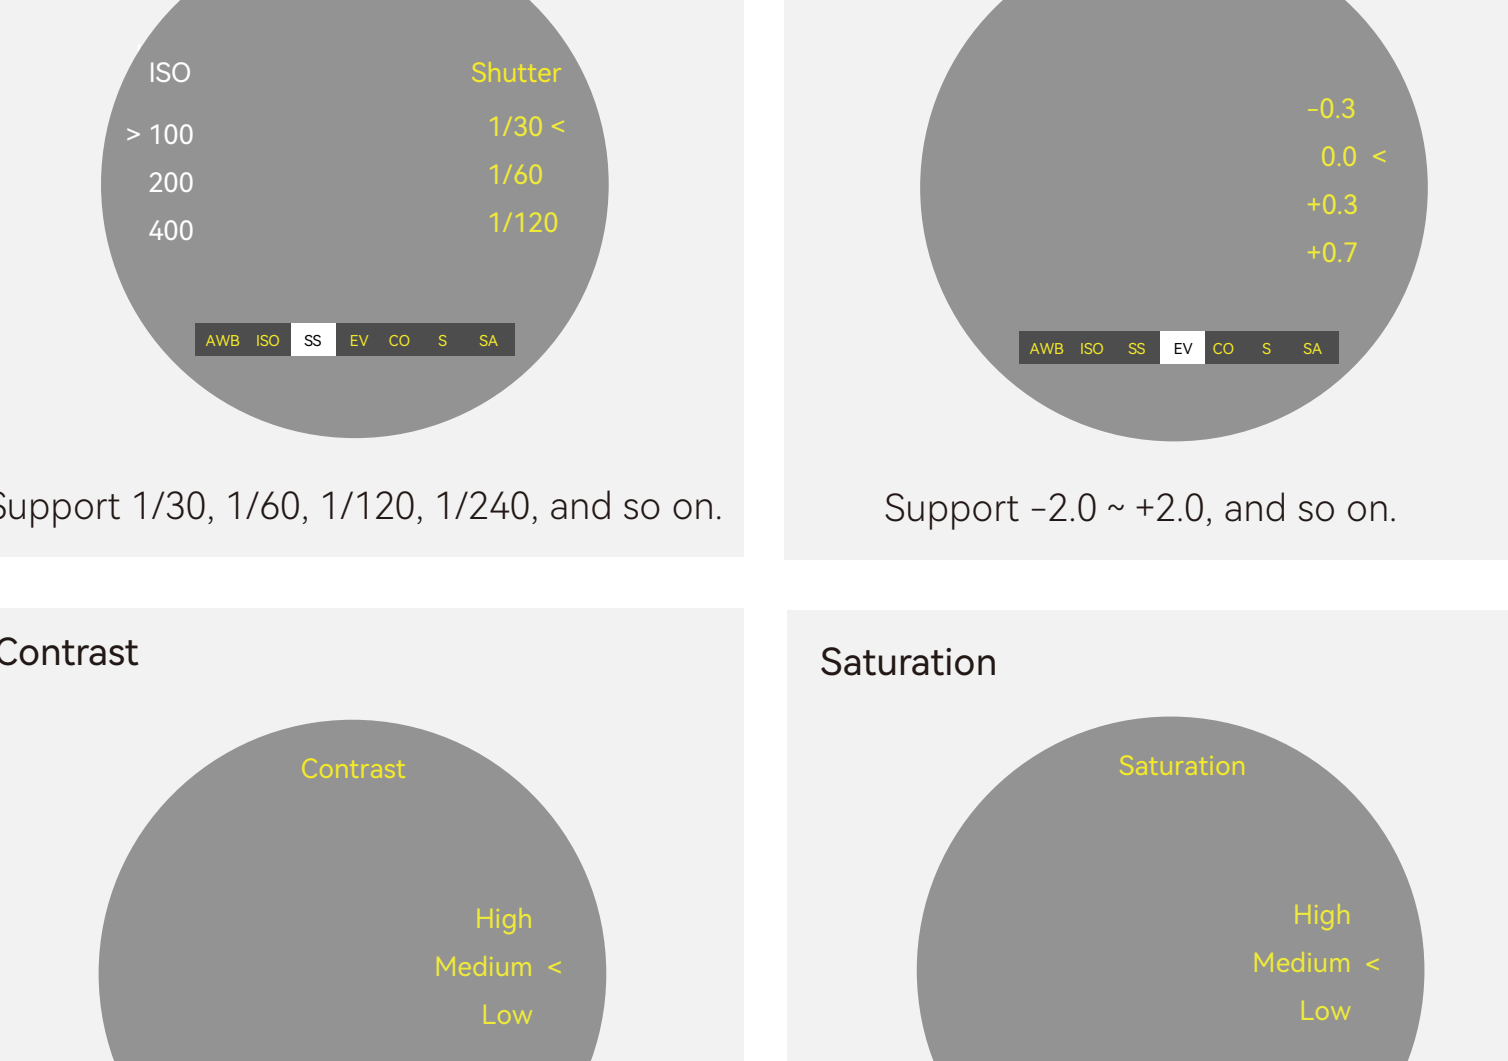 ISO
> 100
200
400
Shutter
1/30 <
1/60
1/120
AWB ISO SS EV CO S SA
Support 1/30, 1/60, 1/120, 1/240, and so on.
-0.3
0.0 <
+0.3
+0.7
AWB ISO SS EV CO S SA
Support -2.0 ~ +2.0, and so on.
Contrast
Contrast
High
Medium <
Low
Saturation
Saturation
High
Medium <
Low